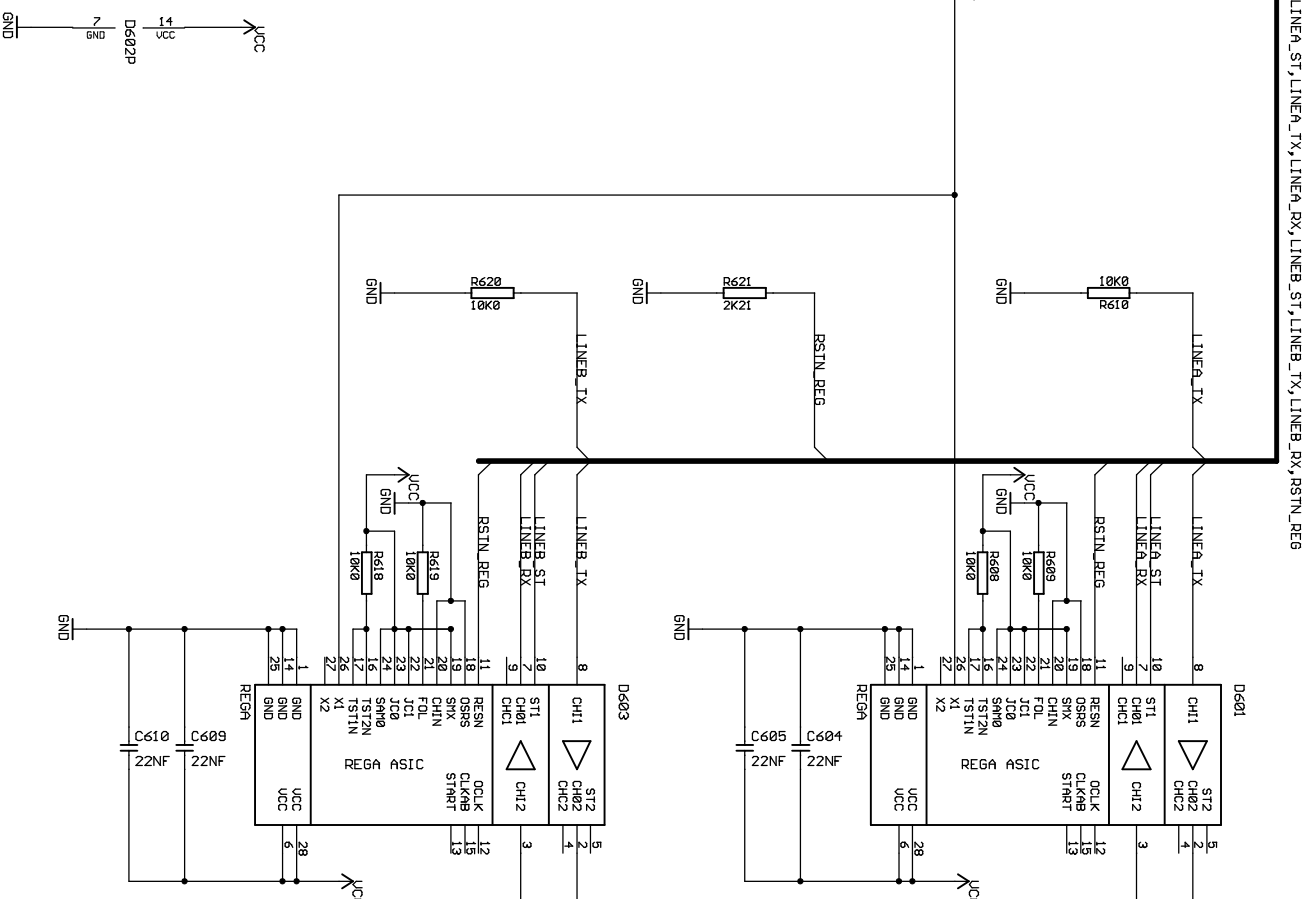 GND
7
GND
D602P
14
VCC
VCC
LINEA_ST,LINEA_TX,LINEA_RX,LINEB_ST,LINEB_TX,LINEB_RX,RSTN_REG
GND
R620
10K0
LINEB_TX
GND
R621
2K21
RSTN_REG
GND
10K0
R610
LINEA_TX
VCC
GND
R618
10K0
R619
10K0
RSTN_REG
LINEB_RX
LINEB_ST
LINEB_TX
VCC
GND
R608
10K0
R609
10K0
RSTN_REG
LINEA_RX
LINEA_ST
LINEA_TX
GND
25
14
1
27
26
17
16
24
23
22
21
20
19
18
11
9
7
10
8
D603
REGA
GND
GND
GND
X2
X1
TST1N
TST2N
SAM0
JC0
JC1
FOL
CHIN
SMX
OSRS
RESN
CHC1
CHO1
ST1
CHI1
REGA ASIC
VCC
VCC
START
CLKAB
OCLK
CHI2
CHC2
CHO2
ST2
6
28
13
15
12
3
4
2
5
C610
22NF
C609
22NF
VCC
GND
25
14
1
27
26
17
16
24
23
22
21
20
19
18
11
9
7
10
8
D601
REGA
GND
GND
GND
X2
X1
TST1N
TST2N
SAM0
JC0
JC1
FOL
CHIN
SMX
OSRS
RESN
CHC1
CHO1
ST1
CHI1
REGA ASIC
VCC
VCC
START
CLKAB
OCLK
CHI2
CHC2
CHO2
ST2
6
28
13
15
12
3
4
2
5
C605
22NF
C604
22NF
VCC